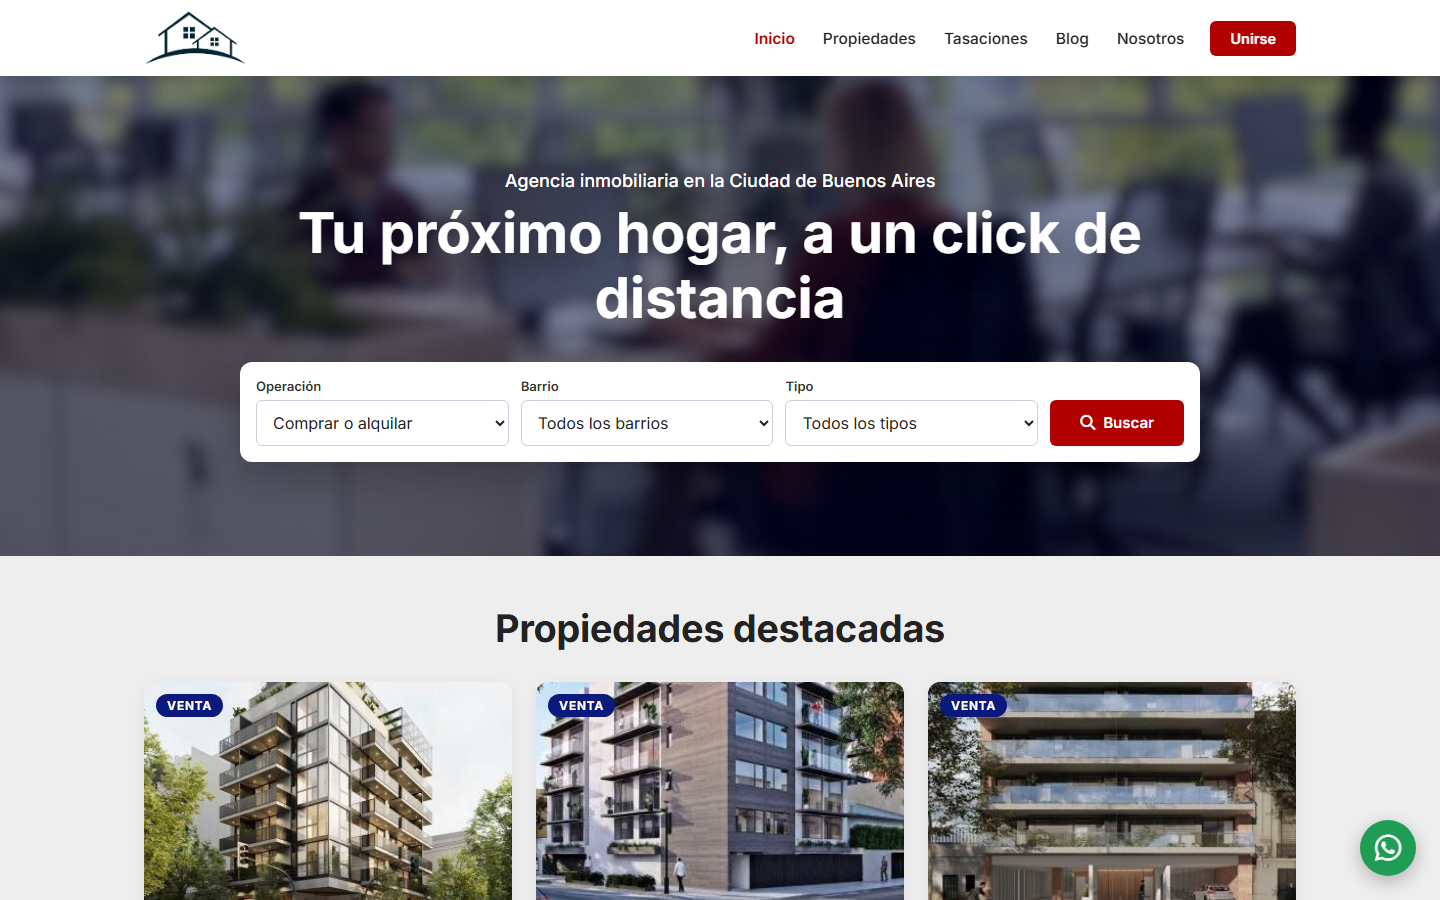 Inicio Propiedades Tasaciones Blog Nosotros Unirse
Agencia inmobiliaria en la Ciudad de Buenos Aires
Tu próximo hogar, a un click de
distancia
Operación Barrio Tipo
Comprar o alquilar Todos los barrios Todos los tipos Buscar
Propiedades destacadas
VENTA VENTA VENTA